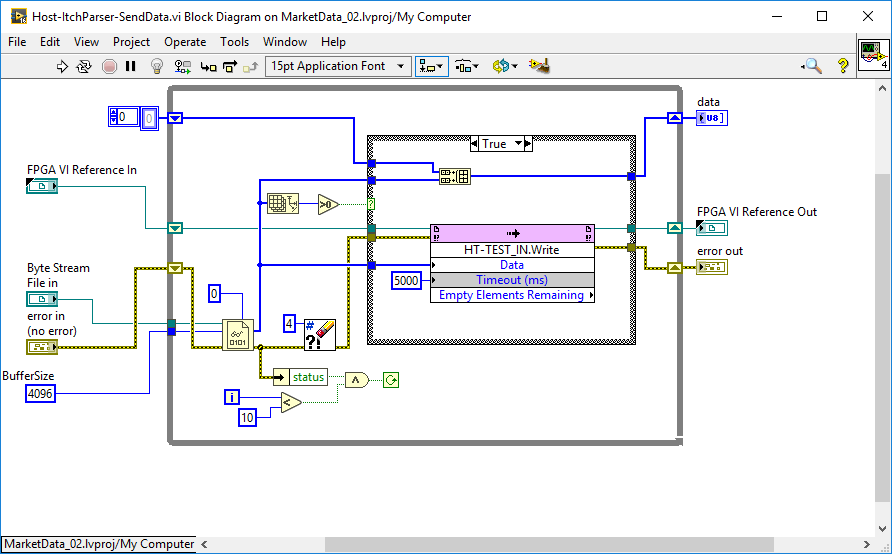 Host-ItchParser-SendData.vi Block Diagram on MarketData_02.lvproj/My Computer
File Edit View Project Operate Tools Window Help
15pt Application Font
4
0 0
data
U8
True
FPGA VI Reference In
>0
?
FPGA VI Reference Out
HT-TEST_IN.Write
error out
Data
Byte Stream
File in
5000 Timeout (ms)
0
Empty Elements Remaining
error in
(no error)
4
#
?!
0101
status
BufferSize
4096
i
<
10
MarketData_02.lvproj/My Computer